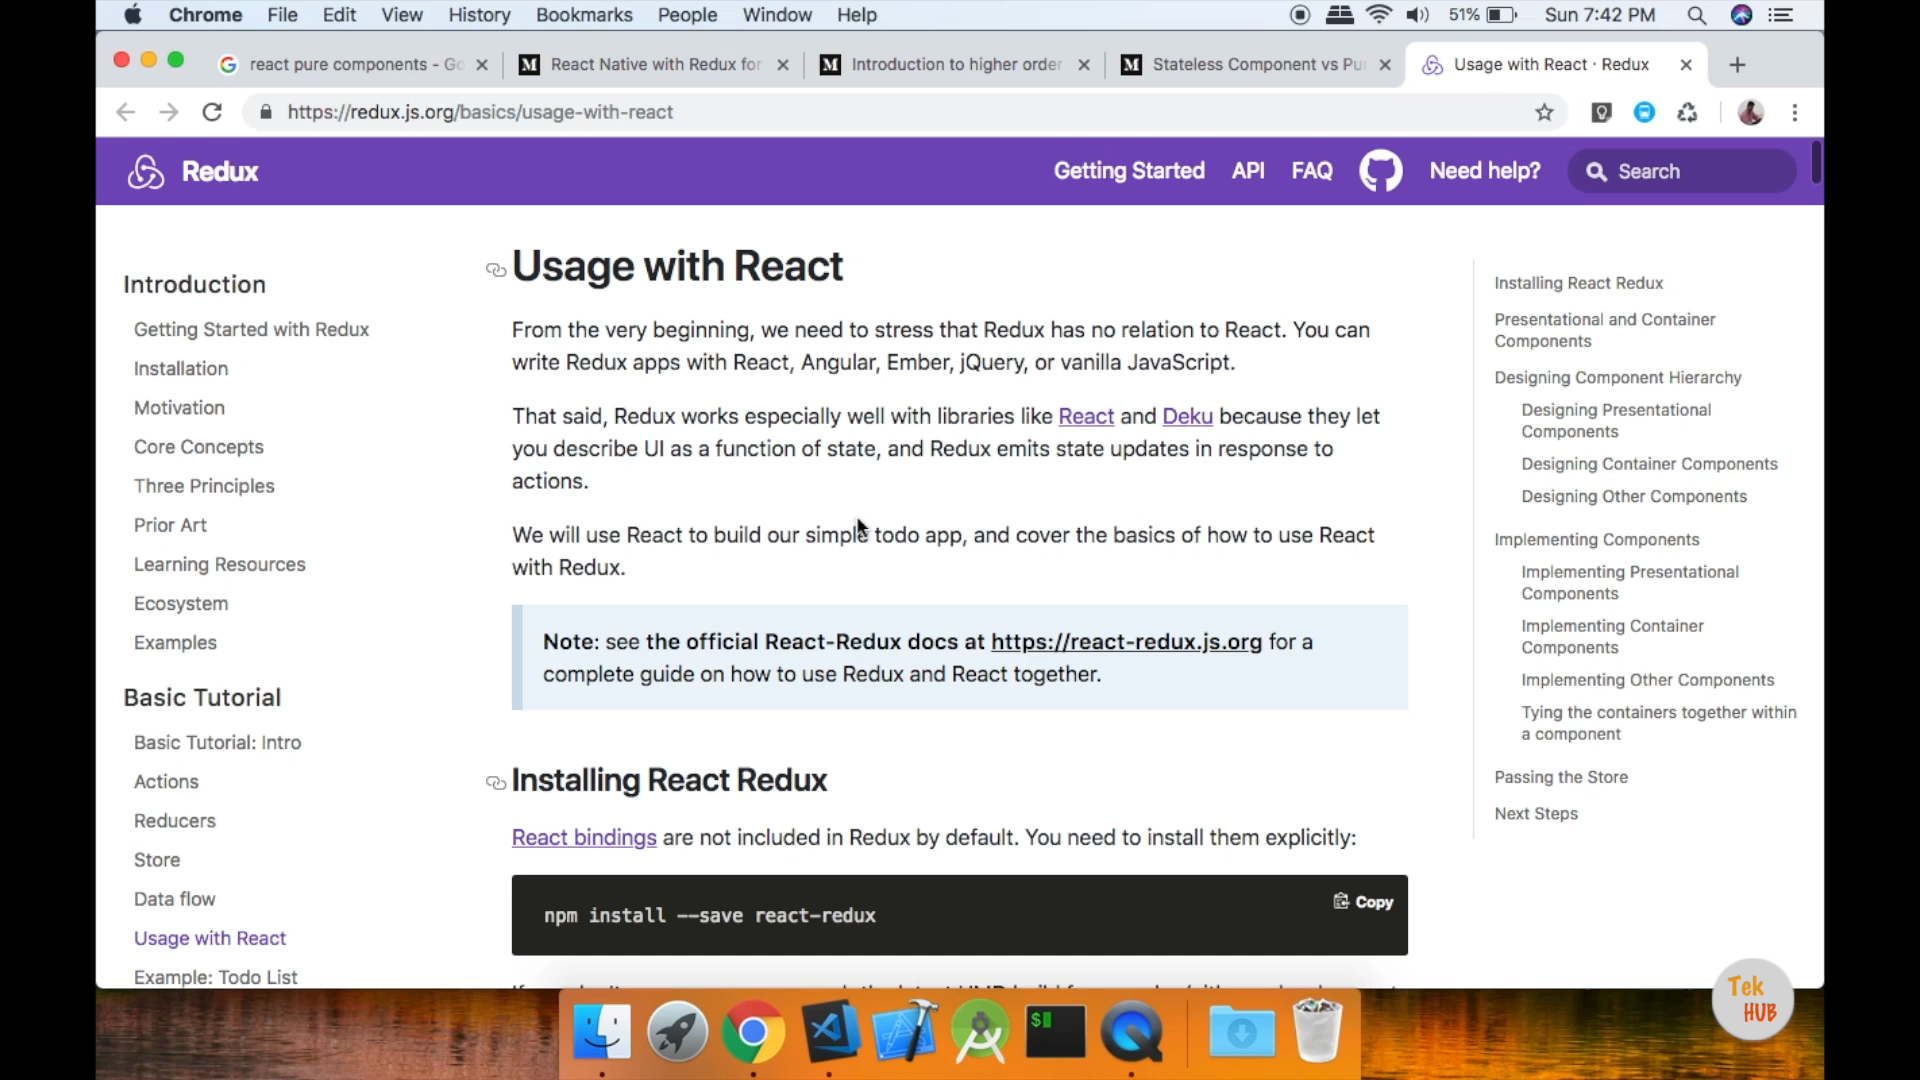 Chrome File Edit View History Bookmarks People Window Help 51% Sun 7:42 PM
react pure components - Go
React Native with Redux for
Introduction to higher order
Stateless Component vs Pu
Usage with React · Redux
https://redux.js.org/basics/usage-with-react
Redux
Getting Started API FAQ Need help? Search
Introduction
Getting Started with Redux
Installation
Motivation
Core Concepts
Three Principles
Prior Art
Learning Resources
Ecosystem
Examples
Basic Tutorial
Basic Tutorial: Intro
Actions
Reducers
Store
Data flow
Usage with React
Example: Todo List
Usage with React
From the very beginning, we need to stress that Redux has no relation to React. You can
write Redux apps with React, Angular, Ember, jQuery, or vanilla JavaScript.
That said, Redux works especially well with libraries like React and Deku because they let
you describe UI as a function of state, and Redux emits state updates in response to
actions.
We will use React to build our simple todo app, and cover the basics of how to use React
with Redux.
Note: see the official React-Redux docs at https://react-redux.js.org for a
complete guide on how to use Redux and React together.
Installing React Redux
React bindings are not included in Redux by default. You need to install them explicitly:
Copy
npm install --save react-redux
Installing React Redux
Presentational and Container
Components
Designing Component Hierarchy
Designing Presentational
Components
Designing Container Components
Designing Other Components
Implementing Components
Implementing Presentational
Components
Implementing Container
Components
Implementing Other Components
Tying the containers together within
a component
Passing the Store
Next Steps
$
Tek
HUB